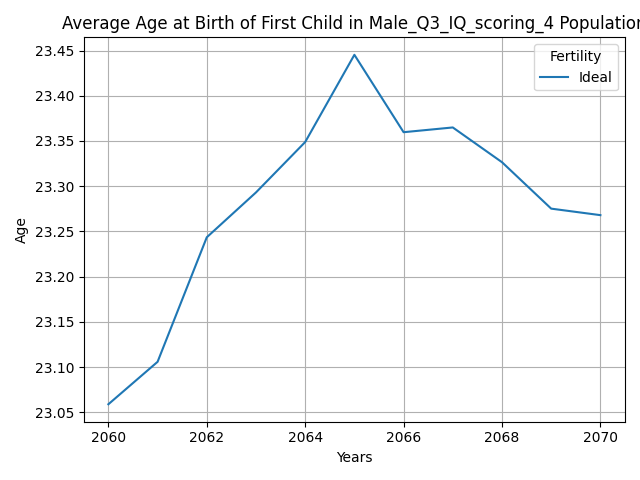 Average Age at Birth of First Child in Male_Q3_IQ_scoring_4 Population
Fertility
Ideal
23.45
23.40
23.35
23.30
23.25
23.20
23.15
23.10
23.05
Age
2060 2062 2064 2066 2068 2070
Years